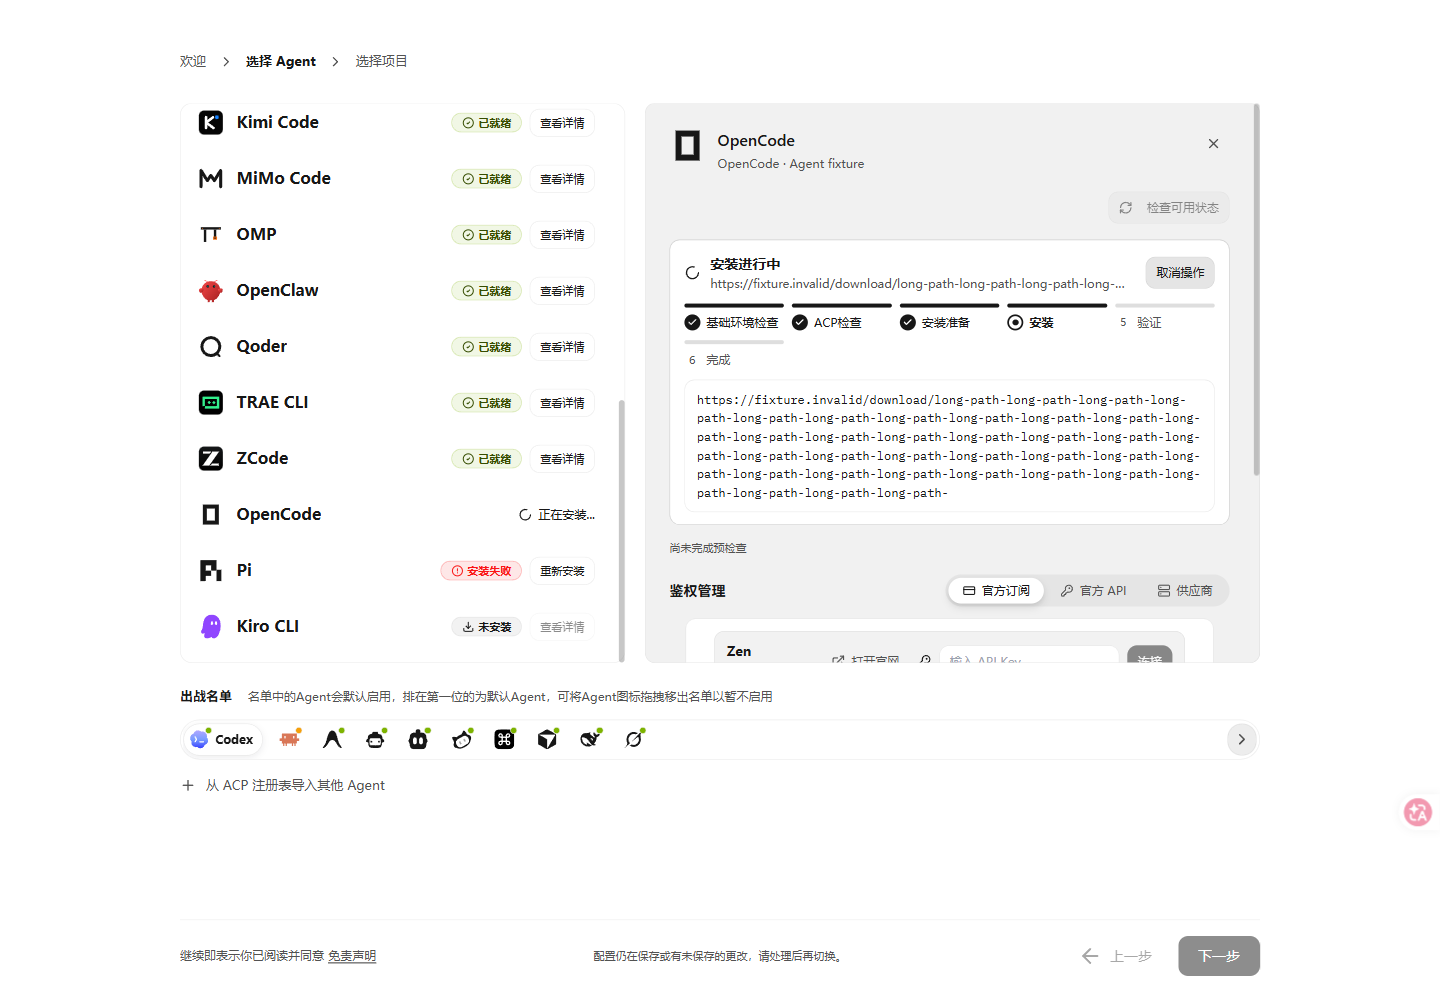 欢迎
选择 Agent
选择项目
Kimi Code
已就绪
查看详情
MiMo Code
已就绪
查看详情
OMP
已就绪
查看详情
OpenClaw
已就绪
查看详情
Qoder
已就绪
查看详情
TRAE CLI
已就绪
查看详情
ZCode
已就绪
查看详情
OpenCode
正在安装...
Pi
安装失败
重新安装
Kiro CLI
未安装
查看详情
OpenCode
OpenCode · Agent fixture
检查可用状态
安装进行中
https://fixture.invalid/download/long-path-long-path-long-path-long-...
取消操作
基础环境检查
ACP检查
安装准备
安装
5 验证
6 完成
https://fixture.invalid/download/long-path-long-path-long-path-long-
path-long-path-long-path-long-path-long-path-long-path-long-path-long-
path-long-path-long-path-long-path-long-path-long-path-long-path-long-
path-long-path-long-path-long-path-long-path-long-path-long-path-long-
path-long-path-long-path-long-path-long-path-long-path-long-path-long-
path-long-path-long-path-long-path-
尚未完成预检查
鉴权管理
官方订阅
官方 API
供应商
Zen
打开官网
输入 API Key
连接
出战名单
名单中的Agent会默认启用，排在第一位的为默认Agent，可将Agent图标拖拽移出名单以暂不启用
Codex
从 ACP 注册表导入其他 Agent
继续即表示你已阅读并同意 免责声明
配置仍在保存或有未保存的更改，请处理后再切换。
上一步
下一步